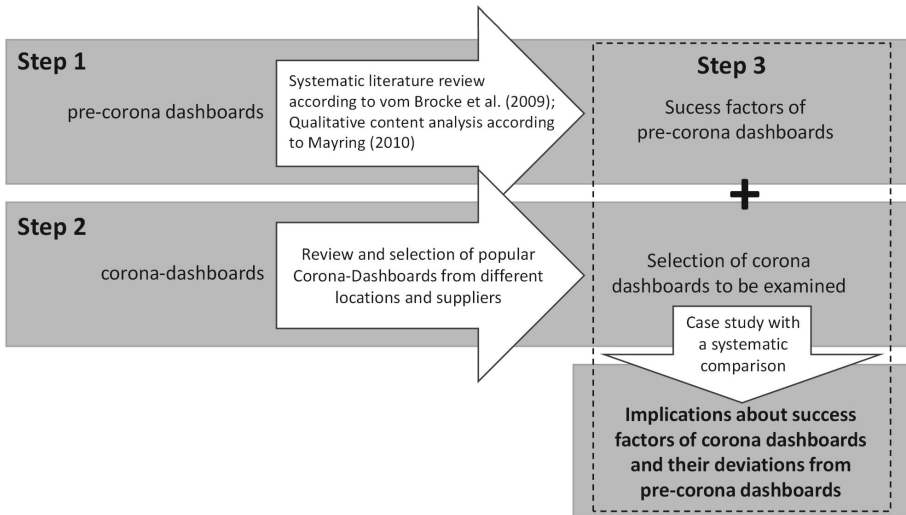 Step 1
pre-corona dashboards
Systematic literature review
according to vom Brocke et al. (2009);
Qualitative content analysis according
to Mayring (2010)
Step 3
Sucess factors of
pre-corona dashboards
+
Step 2
corona-dashboards
Review and selection of popular
Corona-Dashboards from different
locations and suppliers
Selection of corona
dashboards to be examined
Case study with
a systematic
comparison
Implications about success
factors of corona dashboards
and their deviations from
pre-corona dashboards